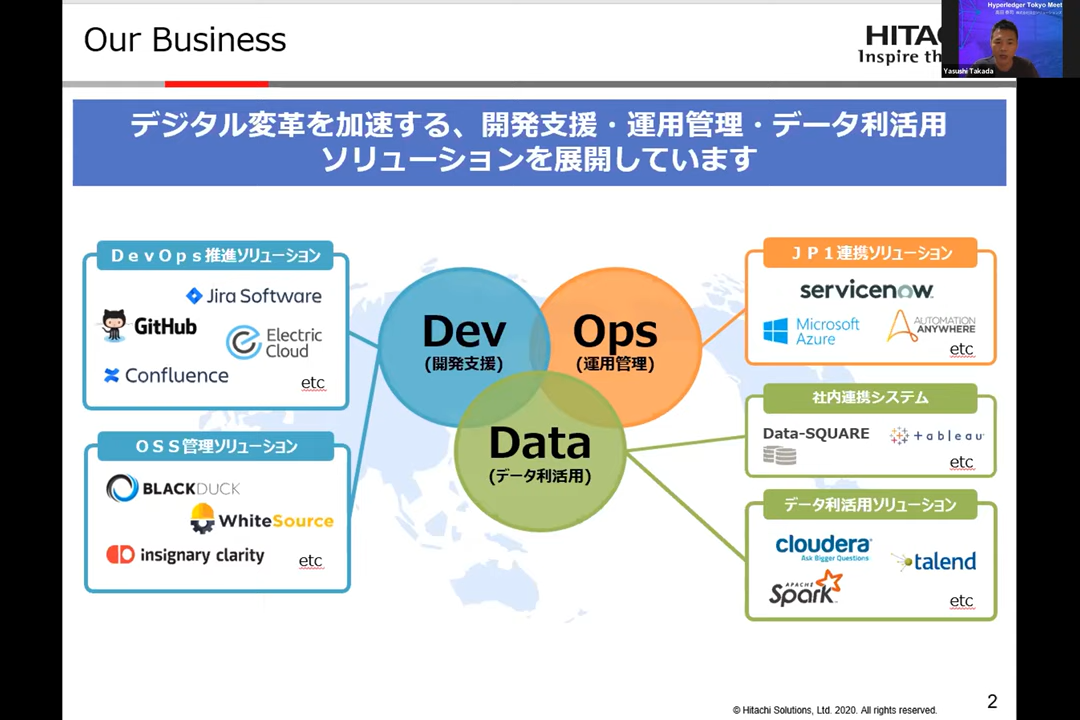 Our Business
HITAC
Inspire th
Hyperledger Tokyo Meet
Yasushi Takada
デジタル変革を加速する、開発支援・運用管理・データ利活用
ソリューションを展開しています
ＤｅｖＯｐｓ推進ソリューション
Jira Software
GitHub
Electric
Cloud
Confluence
etc
ＯＳＳ管理ソリューション
BLACKDUCK
WhiteSource
insignary clarity
etc
Dev
(開発支援)
Ops
(運用管理)
Data
(データ利活用)
ＪＰ１連携ソリューション
servicenow
Microsoft
Azure
AUTOMATION
ANYWHERE
etc
社内連携システム
Data-SQUARE
tableau
etc
データ利活用ソリューション
cloudera
Ask Bigger Questions
talend
APACHE
Spark
etc
© Hitachi Solutions, Ltd. 2020. All rights reserved.
2